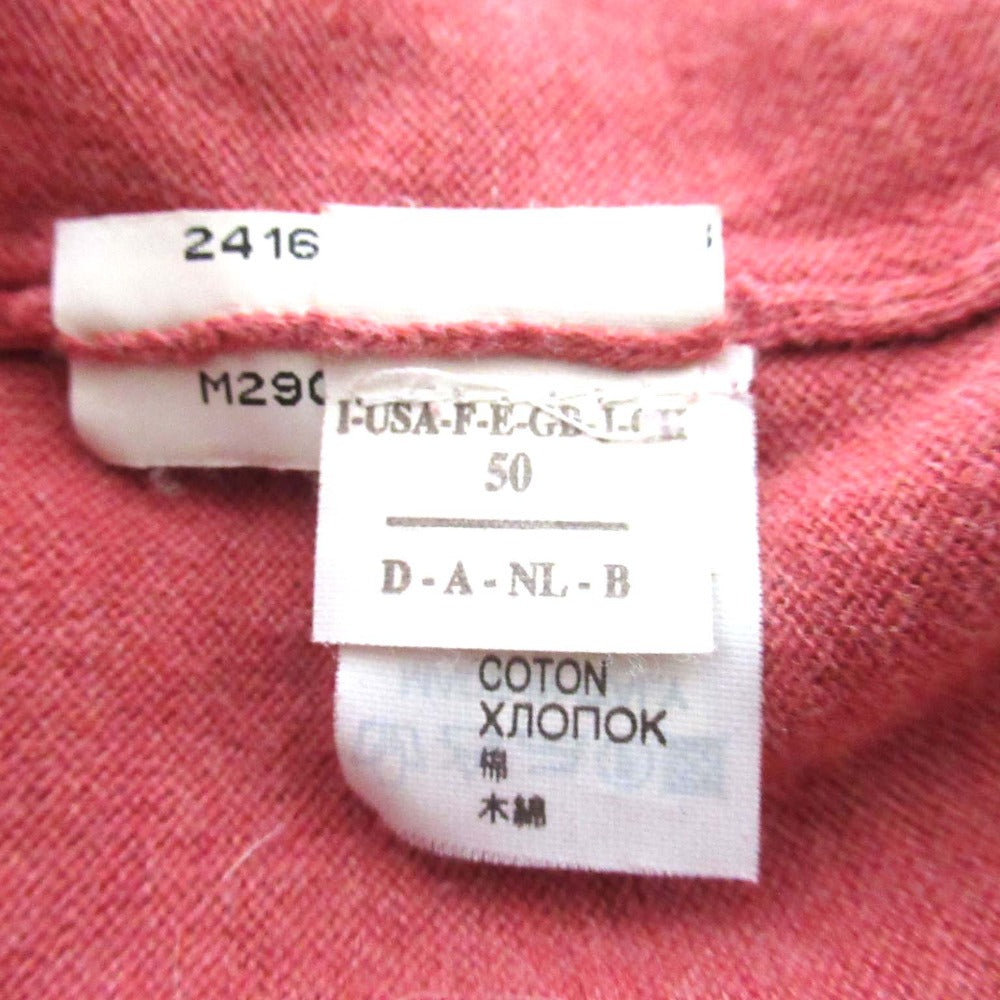 2416
M290
I-USA-F-E-GB-J-CH
50
D - A - NL - B
COTON
ХЛОПОК
棉
木綿